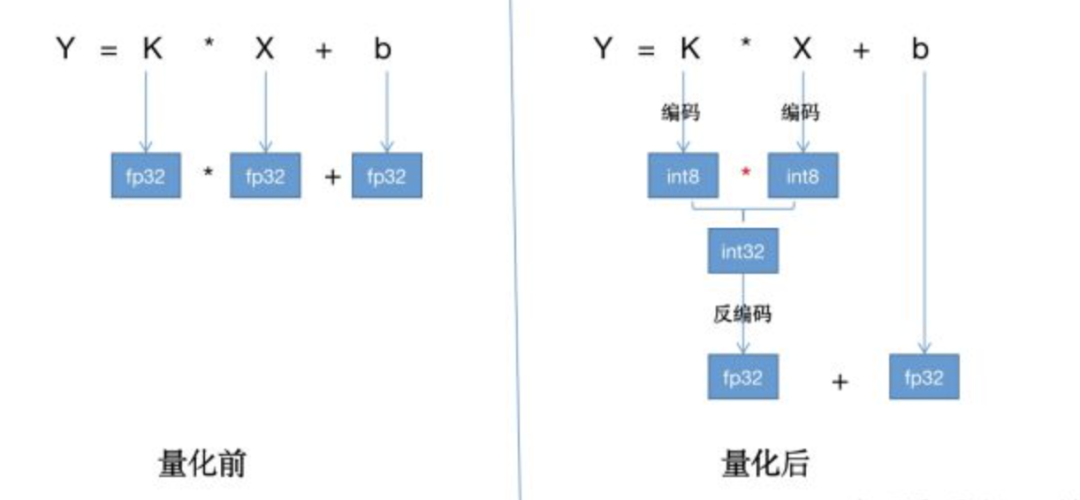 Y = K * X + b
fp32 * fp32 + fp32
量化前
Y = K * X + b
编码 编码
int8 * int8
int32
反编码
fp32 + fp32
量化后